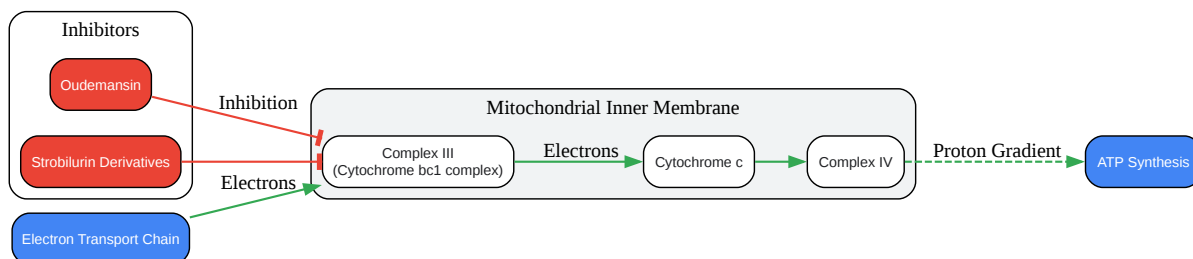 Inhibitors
Oudemansin
Inhibition
Strobilurin Derivatives
Electrons
Electron Transport Chain
Mitochondrial Inner Membrane
Complex III
(Cytochrome bc1 complex)
Electrons
Cytochrome c
Complex IV
Proton Gradient
ATP Synthesis